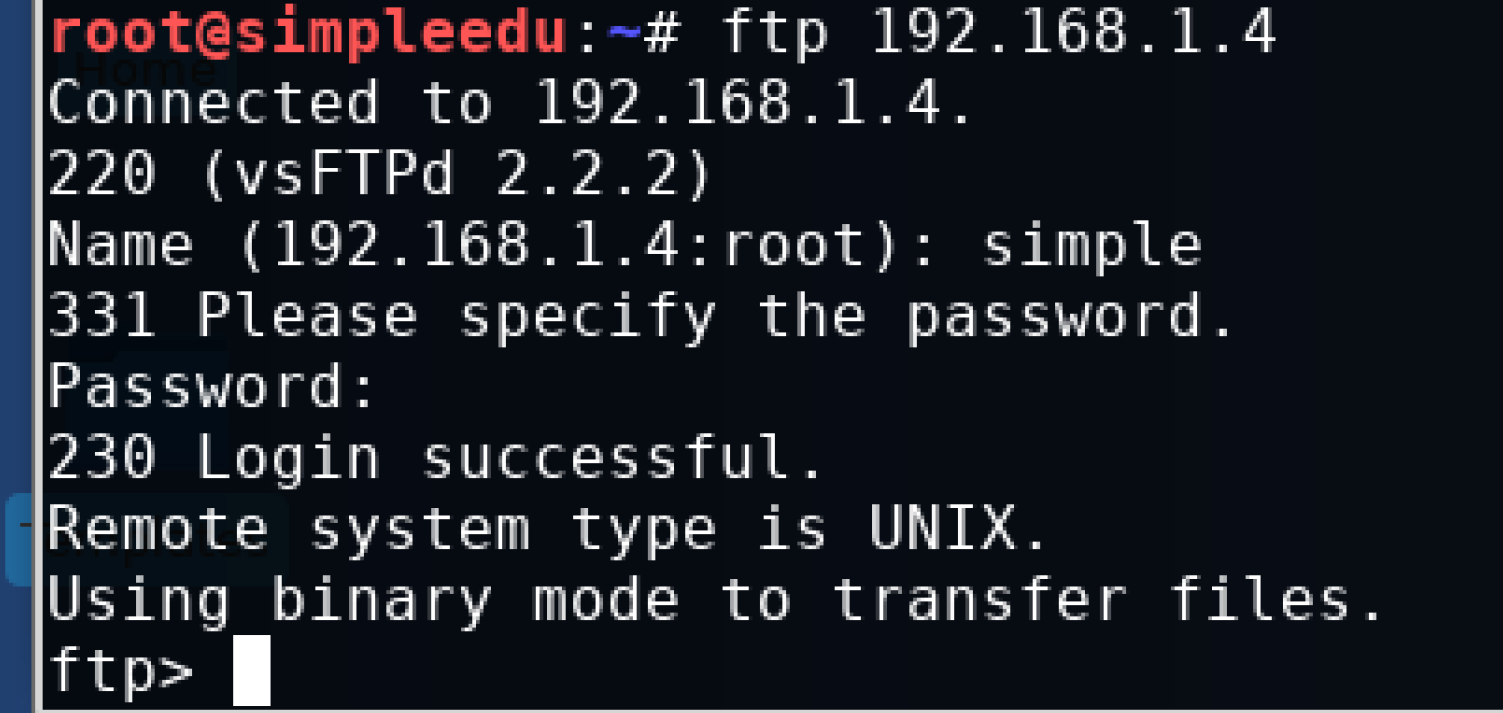 root@simpleedu:~# ftp 192.168.1.4
Home
Connected to 192.168.1.4.
220 (vsFTPd 2.2.2)
Name (192.168.1.4:root): simple
331 Please specify the password.
Password:
230 Login successful.
Remote system type is UNIX.
Using binary mode to transfer files.
ftp>